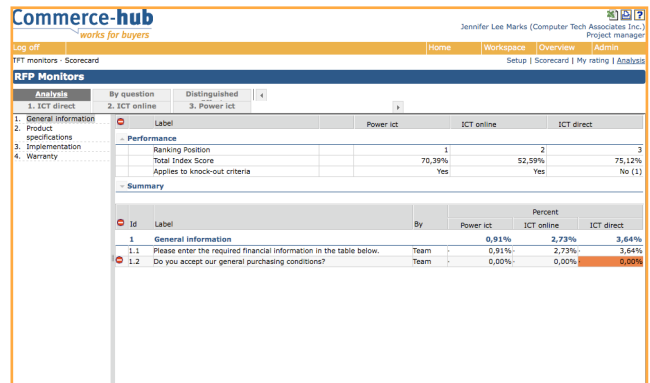 Commerce-hub
works for buyers
Jennifer Lee Marks (Computer Tech Associates Inc.)
Project manager
Log off
Home Workspace Overview Admin
TFT monitors - Scorecard
Setup | Scorecard | My rating | Analysis
RFP Monitors
Analysis By question Distinguished
1. ICT direct 2. ICT online 3. Power ict
1. General information
2. Product
specifications
3. Implementation
4. Warranty
Label Power ict ICT online ICT direct
Performance
Ranking Position 1 2 3
Total Index Score 70,39% 52,59% 75,12%
Applies to knock-out criteria Yes Yes No (1)
Summary
Percent
Id Label By Power ict ICT online ICT direct
1 General information 0,91% 2,73% 3,64%
1.1 Please enter the required financial information in the table below. Team - 0,91% - 2,73% - 3,64%
1.2 Do you accept our general purchasing conditions? Team - 0,00% - 0,00% - 0,00%